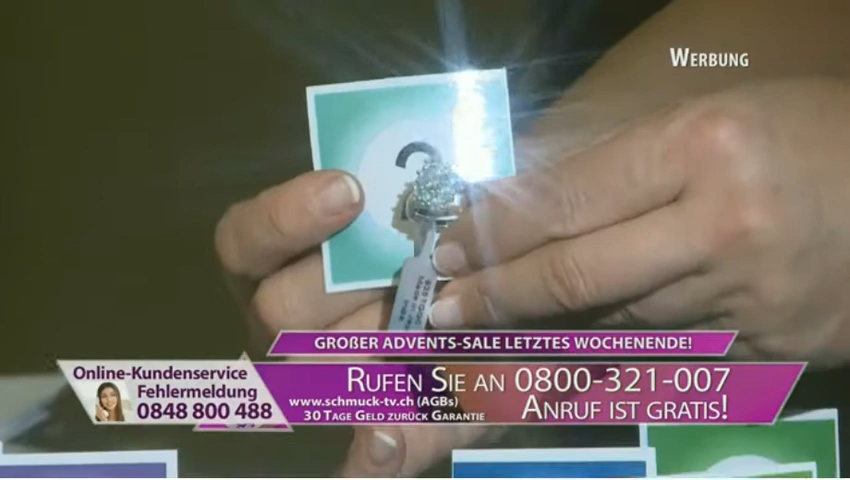 WERBUNG
GROßER ADVENTS-SALE LETZTES WOCHENENDE!
Online-Kundenservice
Fehlermeldung
0848 800 488
RUFEN SIE AN 0800-321-007
www.schmuck-tv.ch (AGBs)
30 TAGE GELD ZURÜCK GARANTIE
ANRUF IST GRATIS!